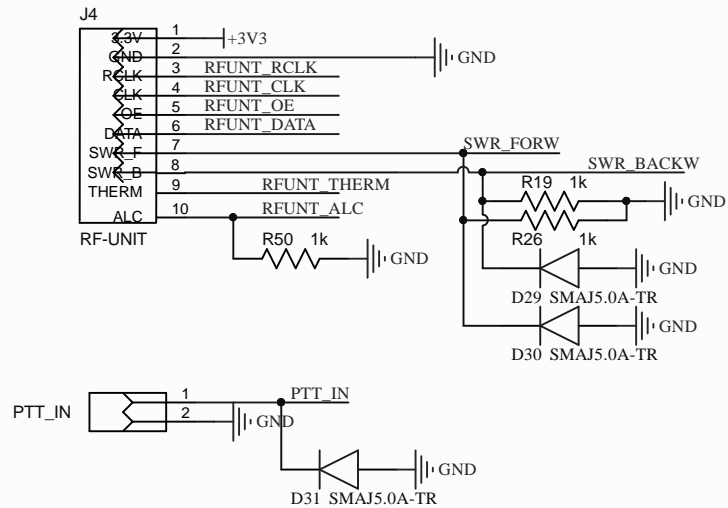 J4
3.3V 1 +3V3
GND 2 GND
RCLK 3 RFUNT_RCLK
CLK 4 RFUNT_CLK
OE 5 RFUNT_OE
DATA 6 RFUNT_DATA
SWR_F 7 SWR_FORW
SWR_B 8 SWR_BACKW
THERM 9 RFUNT_THERM
ALC 10 RFUNT_ALC
RF-UNIT
R19 1k
GND
R26 1k
R50 1k
GND
GND
D29 SMAJ5.0A-TR
GND
D30 SMAJ5.0A-TR
PTT_IN
1 PTT_IN
2 GND
GND
D31 SMAJ5.0A-TR